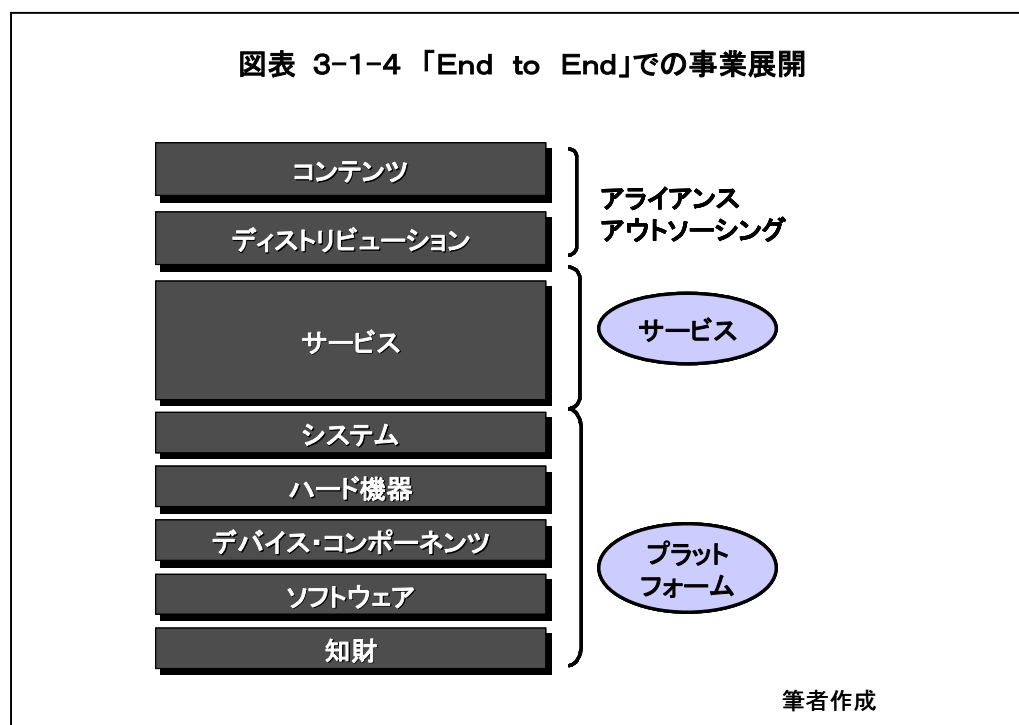 図表 3-1-4 「End to End」での事業展開
コンテンツ
ディストリビューション
アライアンス
アウトソーシング
サービス
サービス
システム
ハード機器
デバイス・コンポーネンツ
ソフトウェア
知財
プラット
フォーム
筆者作成